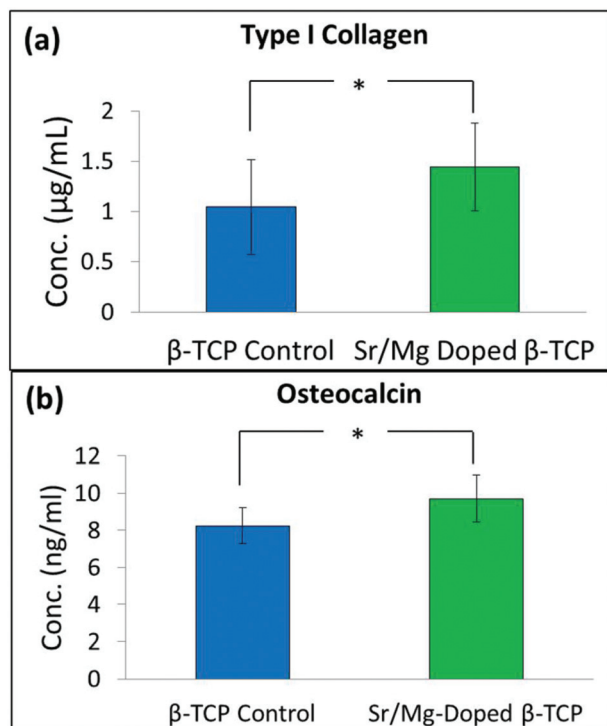 (a)
Type I Collagen
*
Conc. (µg/mL)
2
1.5
1
0.5
0
β-TCP Control
Sr/Mg Doped β-TCP
(b)
Osteocalcin
*
Conc. (ng/ml)
12
10
8
6
4
2
0
β-TCP Control
Sr/Mg-Doped β-TCP